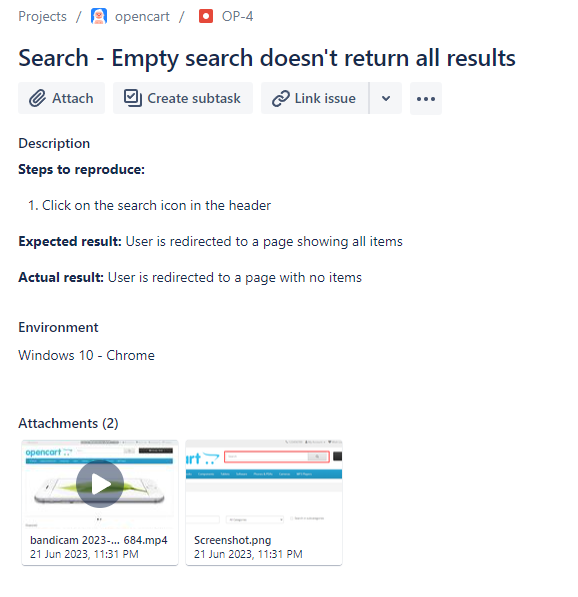 Projects / opencart / OP-4
Search - Empty search doesn't return all results
Attach Create subtask Link issue
Description
Steps to reproduce:
1. Click on the search icon in the header
Expected result: User is redirected to a page showing all items
Actual result: User is redirected to a page with no items
Environment
Windows 10 - Chrome
Attachments (2)
opencart
rt
bandicam 2023-... 684.mp4
21 Jun 2023, 11:31 PM
Screenshot.png
21 Jun 2023, 11:31 PM